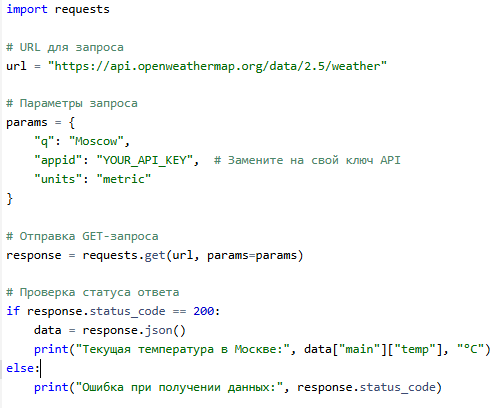 import requests
# URL для запроса
url = "https://api.openweathermap.org/data/2.5/weather"
# Параметры запроса
params = {
    "q": "Moscow",
    "appid": "YOUR_API_KEY",  # Замените на свой ключ API
    "units": "metric"
}
# Отправка GET-запроса
response = requests.get(url, params=params)
# Проверка статуса ответа
if response.status_code == 200:
    data = response.json()
    print("Текущая температура в Москве:", data["main"]["temp"], "°C")
else:
    print("Ошибка при получении данных:", response.status_code)